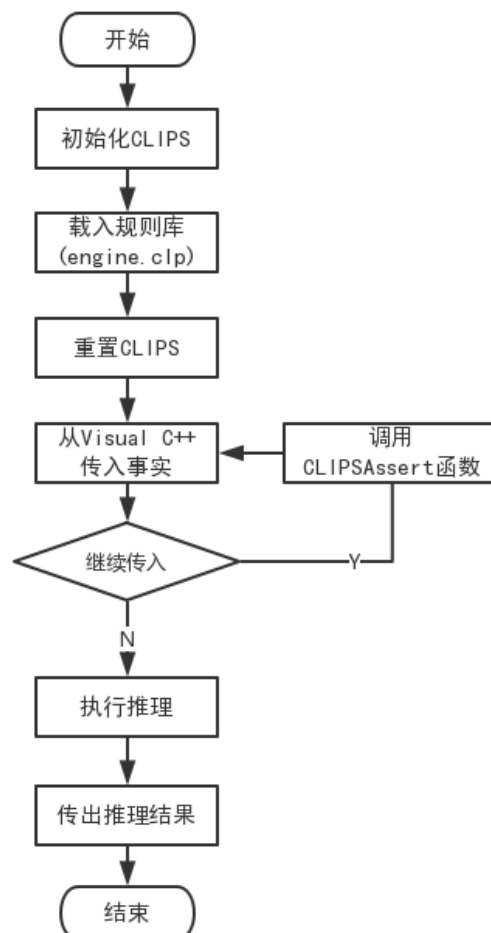 开始
初始化CLIPS
载入规则库
(engine.clp)
重置CLIPS
从Visual C++
传入事实
调用
CLIPSAssert函数
继续传入
Y
N
执行推理
传出推理结果
结束